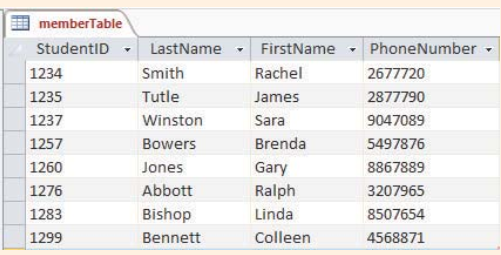 memberTable
StudentID LastName FirstName PhoneNumber
1234 Smith Rachel 2677720
1235 Tutle James 2877790
1237 Winston Sara 9047089
1257 Bowers Brenda 5497876
1260 Jones Gary 8867889
1276 Abbott Ralph 3207965
1283 Bishop Linda 8507654
1299 Bennett Colleen 4568871